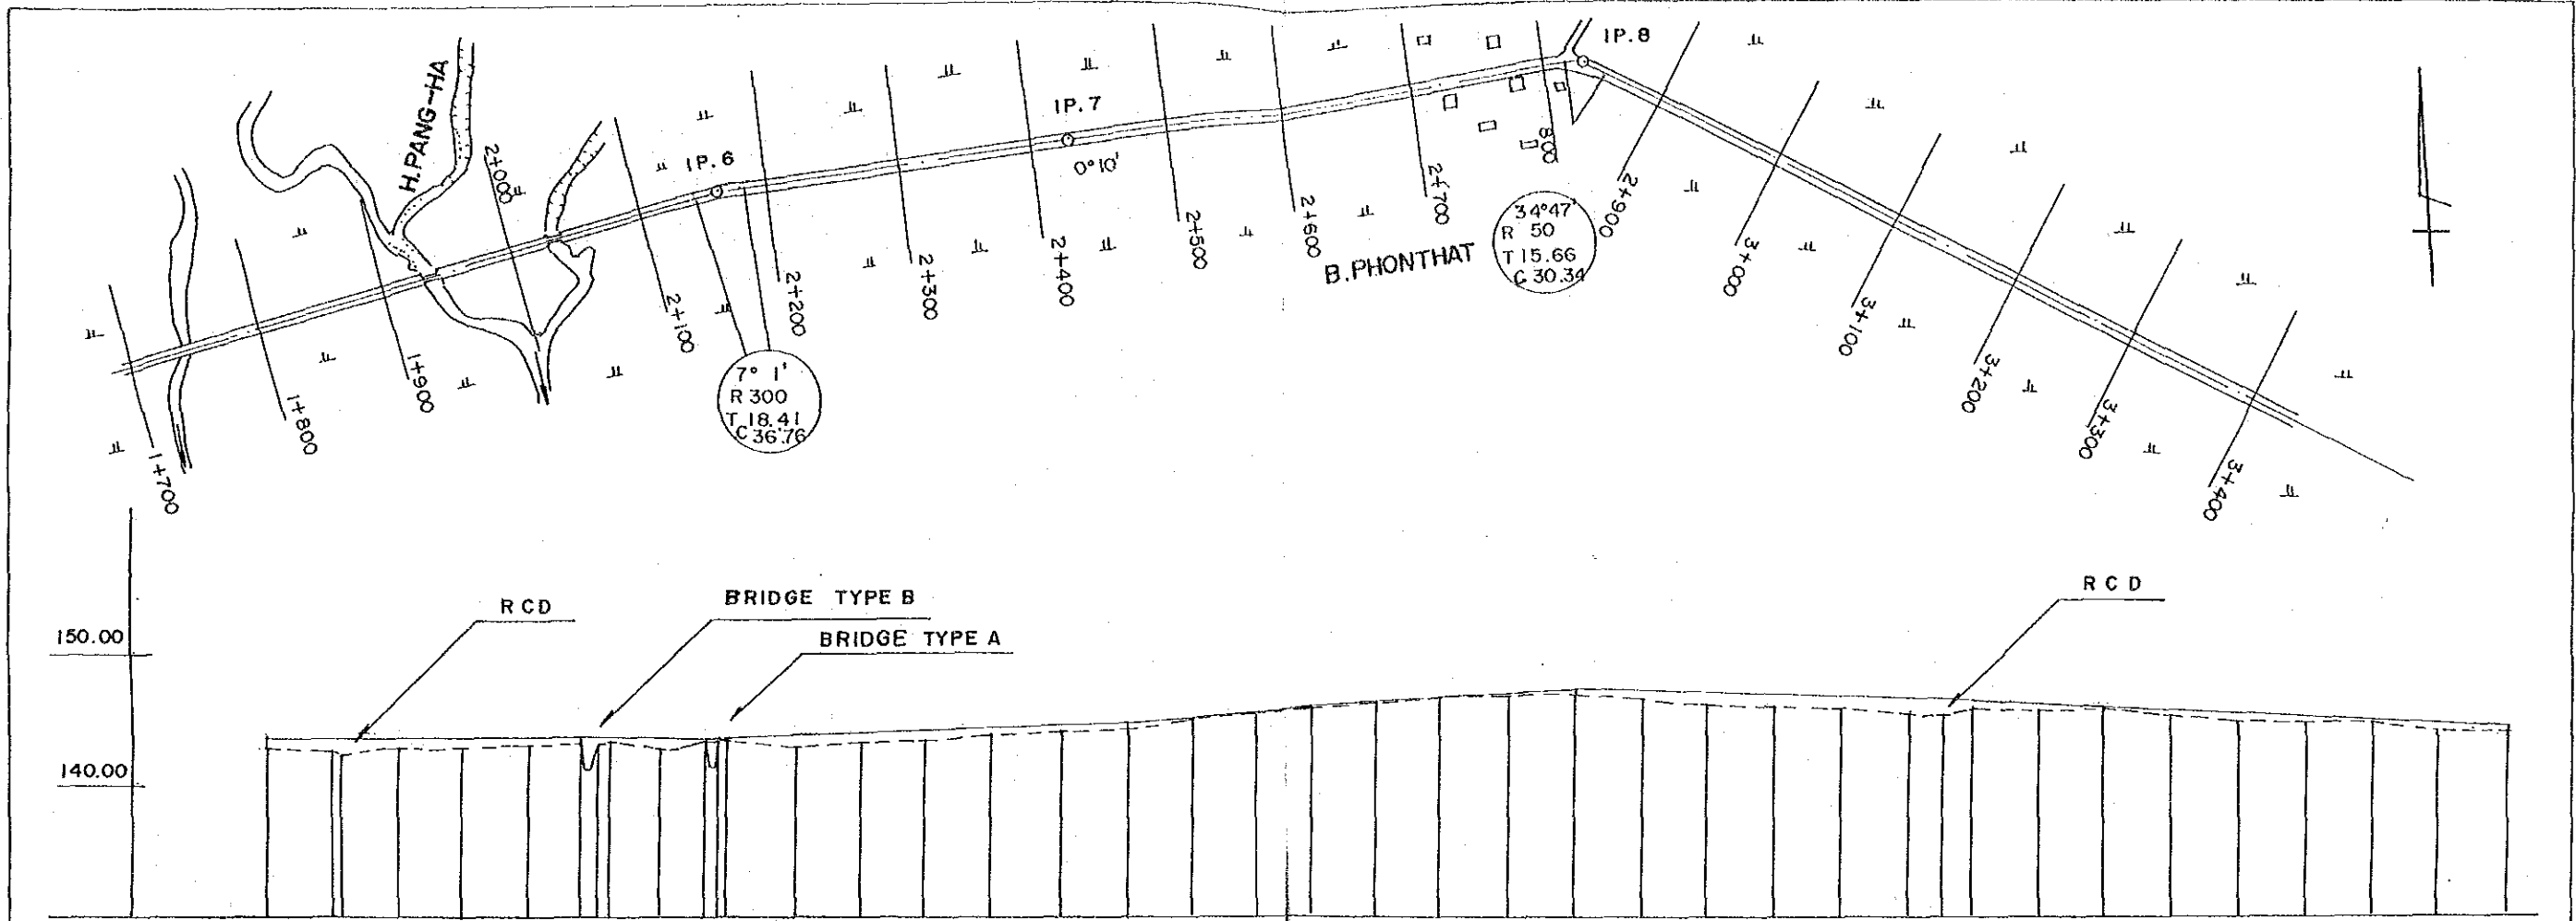 H.PANG-HA
IP.6
IP.7
0°10'
IP.8
1+700
1+800
1+900
2+000
2+100
2+200
2+300
2+400
2+500
2+600
2+700
800
2+900
3+000
3+100
3+200
3+300
3+400
7° 1'
R 300
T 18.41
C 36.76
B.PHONTHAT
34°47'
R 50
T 15.66
C 30.34
RCD
BRIDGE TYPE B
BRIDGE TYPE A
RCD
150.00
140.00